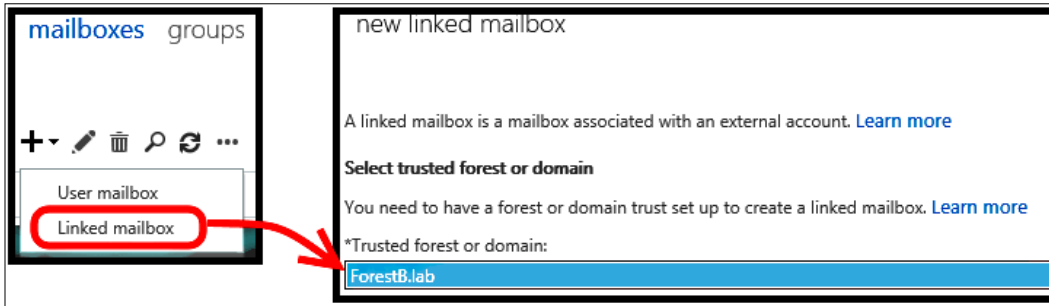 mailboxes groups
User mailbox
Linked mailbox
new linked mailbox
A linked mailbox is a mailbox associated with an external account. Learn more
Select trusted forest or domain
You need to have a forest or domain trust set up to create a linked mailbox. Learn more
*Trusted forest or domain:
ForestB.lab